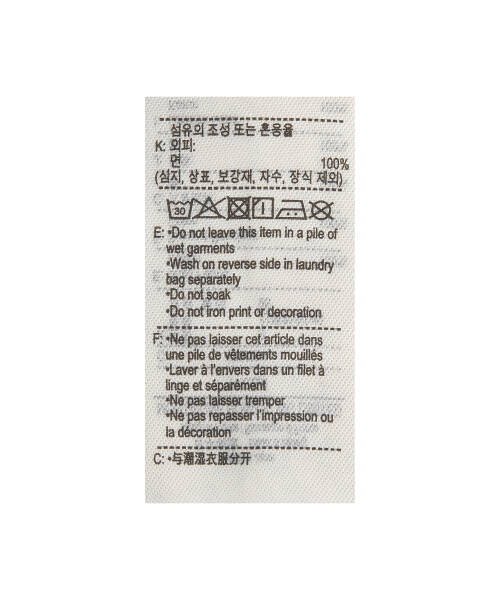 섬유의 조성 또는 혼용율
K: 외피:
면 100%
(심지, 상표, 보강재, 자수, 장식 제외)
30
E: •Do not leave this item in a pile of
wet garments
•Wash on reverse side in laundry
bag separately
•Do not soak
•Do not iron print or decoration
F: •Ne pas laisser cet article dans
une pile de vêtements mouillés
•Laver à l'envers dans un filet à
linge et séparément
•Ne pas laisser tremper
•Ne pas repasser l'impression ou
la décoration
C: •与潮湿衣服分开